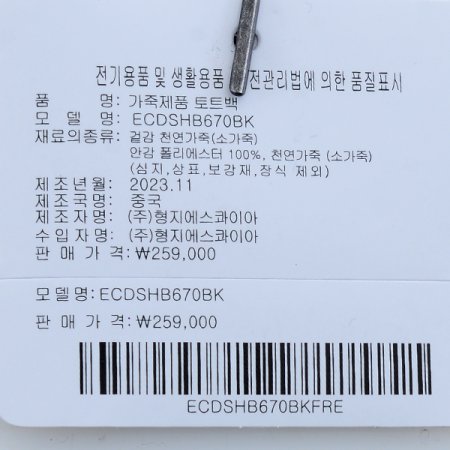 전기용품 및 생활용품 전관리법에 의한 품질표시
품 명: 가죽제품 토트백
모 델 명: ECDSHB670BK
재료의종류: 겉감 천연가죽(소가죽)
안감 폴리에스터 100%, 천연가죽 (소가죽)
(심지,상표,보강재,장식 제외)
제조년월: 2023.11
제조국명: 중국
제조자명: (주)형지에스콰이아
수입자명: (주)형지에스콰이아
판매가격: ₩259,000
모델명: ECDSHB670BK
판매가격: ₩259,000
ECDSHB670BKFRE